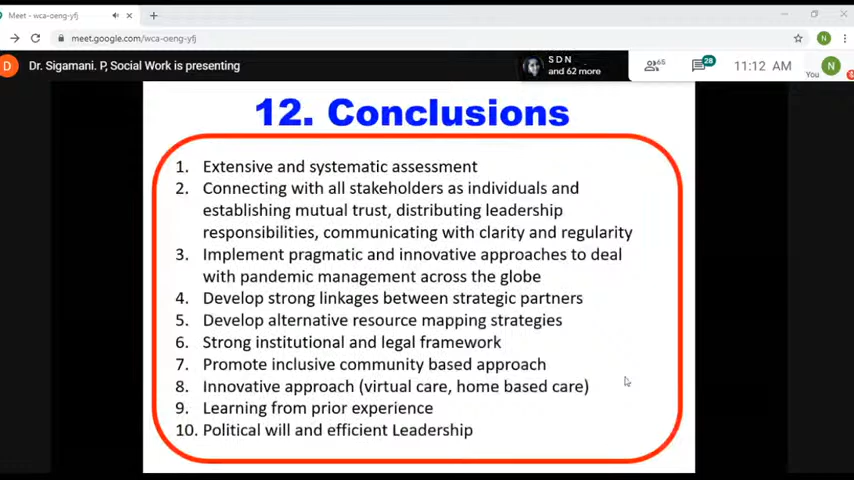 Meet - wca-oeng-yfj
meet.google.com/wca-oeng-yfj
N
D
Dr. Sigamani. P, Social Work is presenting
S D N
and 62 more
65
28
11:12 AM
You
N
12. Conclusions
1. Extensive and systematic assessment
2. Connecting with all stakeholders as individuals and
establishing mutual trust, distributing leadership
responsibilities, communicating with clarity and regularity
3. Implement pragmatic and innovative approaches to deal
with pandemic management across the globe
4. Develop strong linkages between strategic partners
5. Develop alternative resource mapping strategies
6. Strong institutional and legal framework
7. Promote inclusive community based approach
8. Innovative approach (virtual care, home based care)
9. Learning from prior experience
10. Political will and efficient Leadership